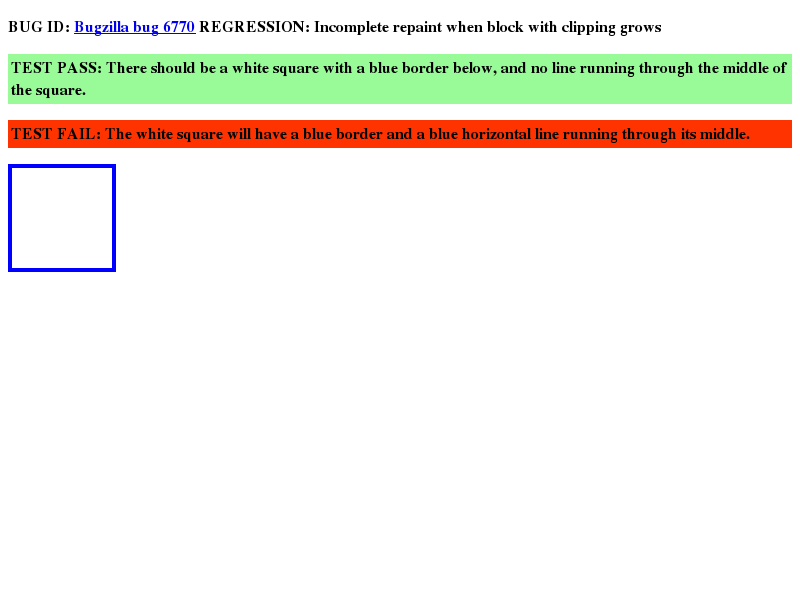 BUG ID: Bugzilla bug 6770 REGRESSION: Incomplete repaint when block with clipping grows
TEST PASS: There should be a white square with a blue border below, and no line running through the middle of
the square.
TEST FAIL: The white square will have a blue border and a blue horizontal line running through its middle.